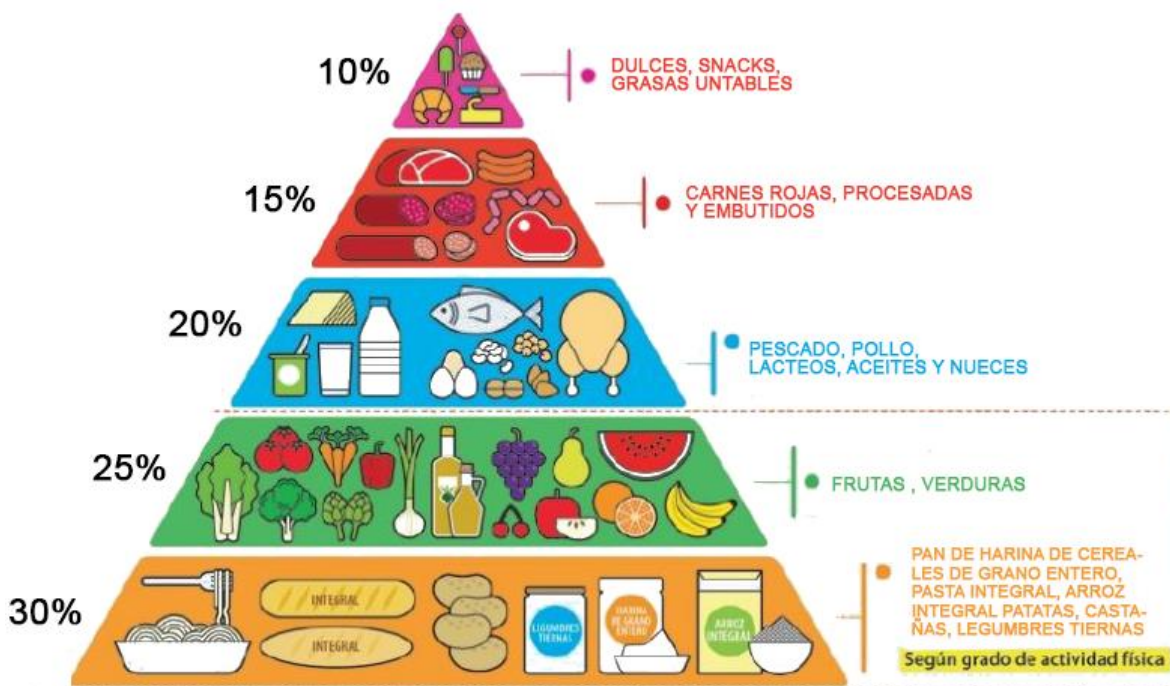 10%
DULCES, SNACKS,
GRASAS UNTABLES
15%
CARNES ROJAS, PROCESADAS
Y EMBUTIDOS
20%
PESCADO, POLLO,
LACTEOS, ACEITES Y NUECES
25%
FRUTAS , VERDURAS
30%
INTEGRAL
INTEGRAL
LEGUMBRES
TIERNAS
HARINA
DE GRANO
ENTERO
ARROZ
INTEGRAL
PAN DE HARINA DE CEREA-
LES DE GRANO ENTERO,
PASTA INTEGRAL, ARROZ
INTEGRAL PATATAS, CASTA-
ÑAS, LEGUMBRES TIERNAS
Según grado de actividad física